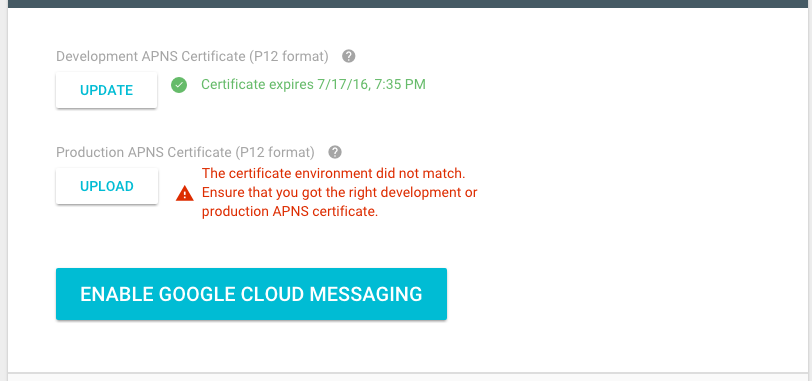 Development APNS Certificate (P12 format) ?
UPDATE
Certificate expires 7/17/16, 7:35 PM
Production APNS Certificate (P12 format) ?
UPLOAD
The certificate environment did not match.
Ensure that you got the right development or
production APNS certificate.
ENABLE GOOGLE CLOUD MESSAGING